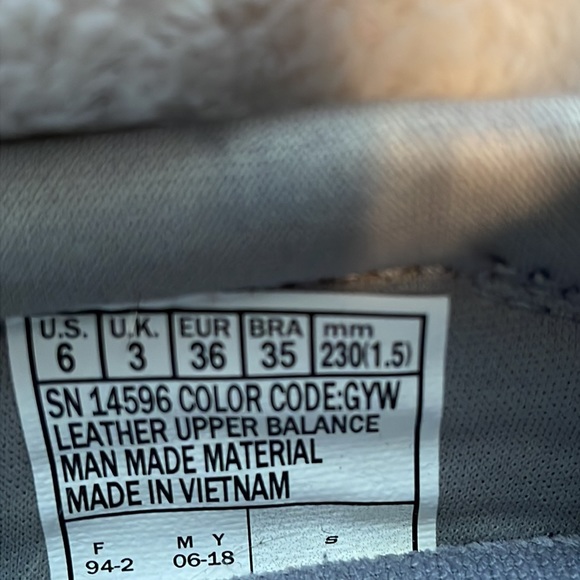 U.S. U.K. EUR BRA mm
6 3 36 35 230(1.5)
SN 14596 COLOR CODE:GYW
LEATHER UPPER BALANCE
MAN MADE MATERIAL
MADE IN VIETNAM
F M Y S
94-2 06-18